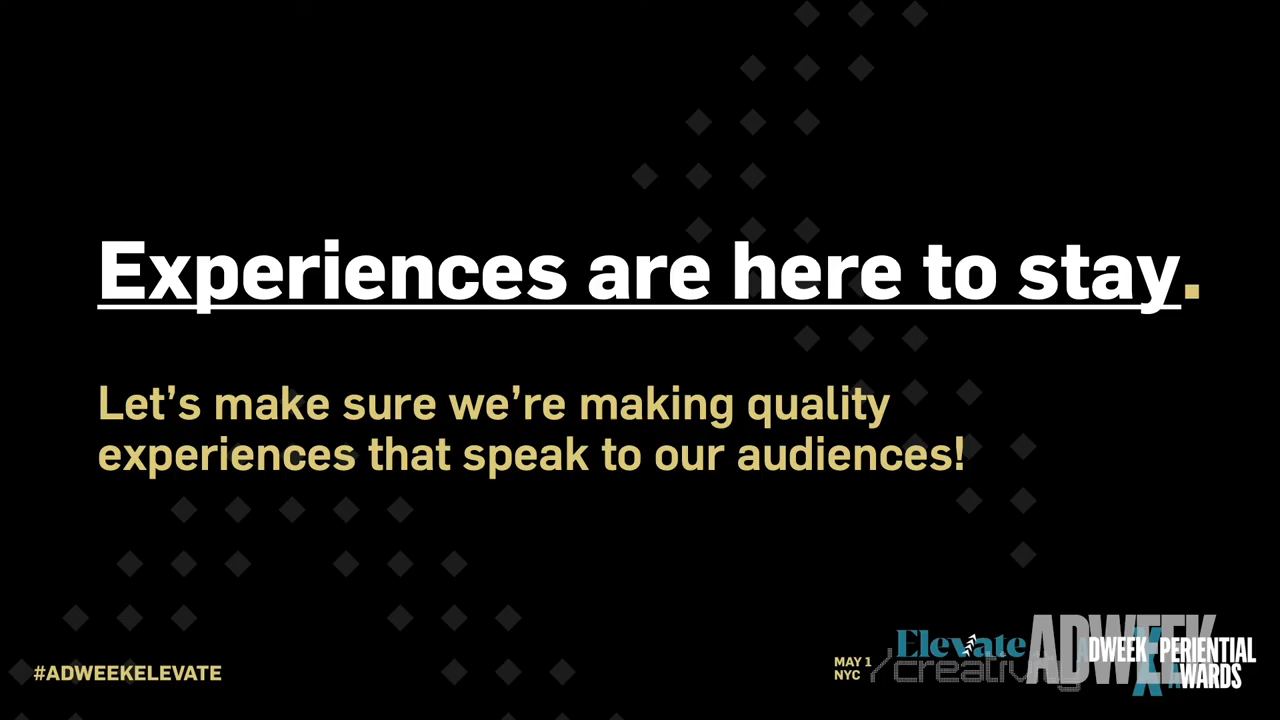 Experiences are here to stay.
Let’s make sure we’re making quality
experiences that speak to our audiences!
#ADWEEKELEVATE
MAY 1
NYC
Elevate
/creativity
ADWEEK
ADWEEK
XPERIENTIAL
AWARDS